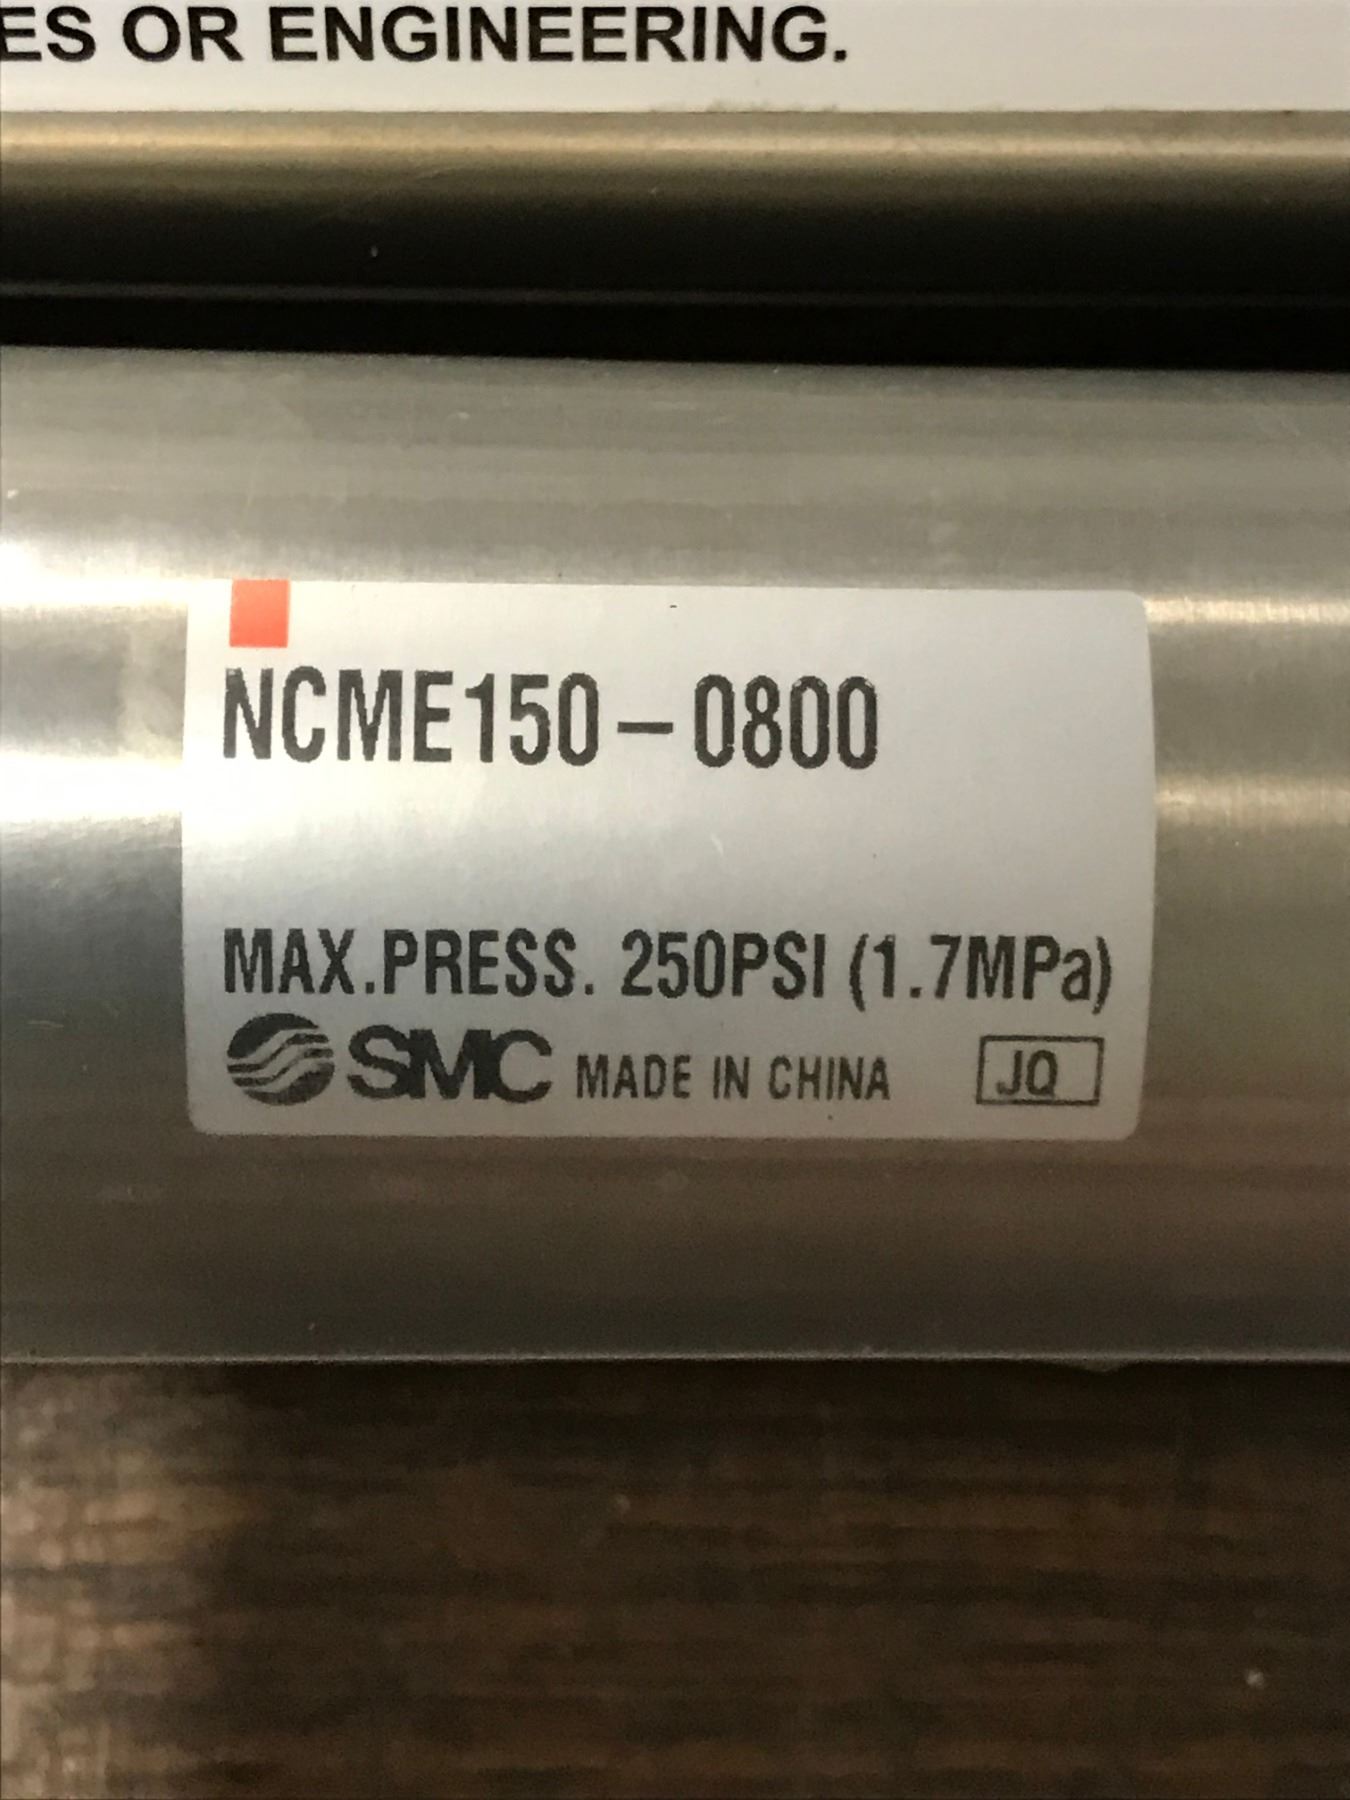 ES OR ENGINEERING.
NCME150-0800
MAX.PRESS. 250PSI (1.7MPa)
SMC MADE IN CHINA JQ